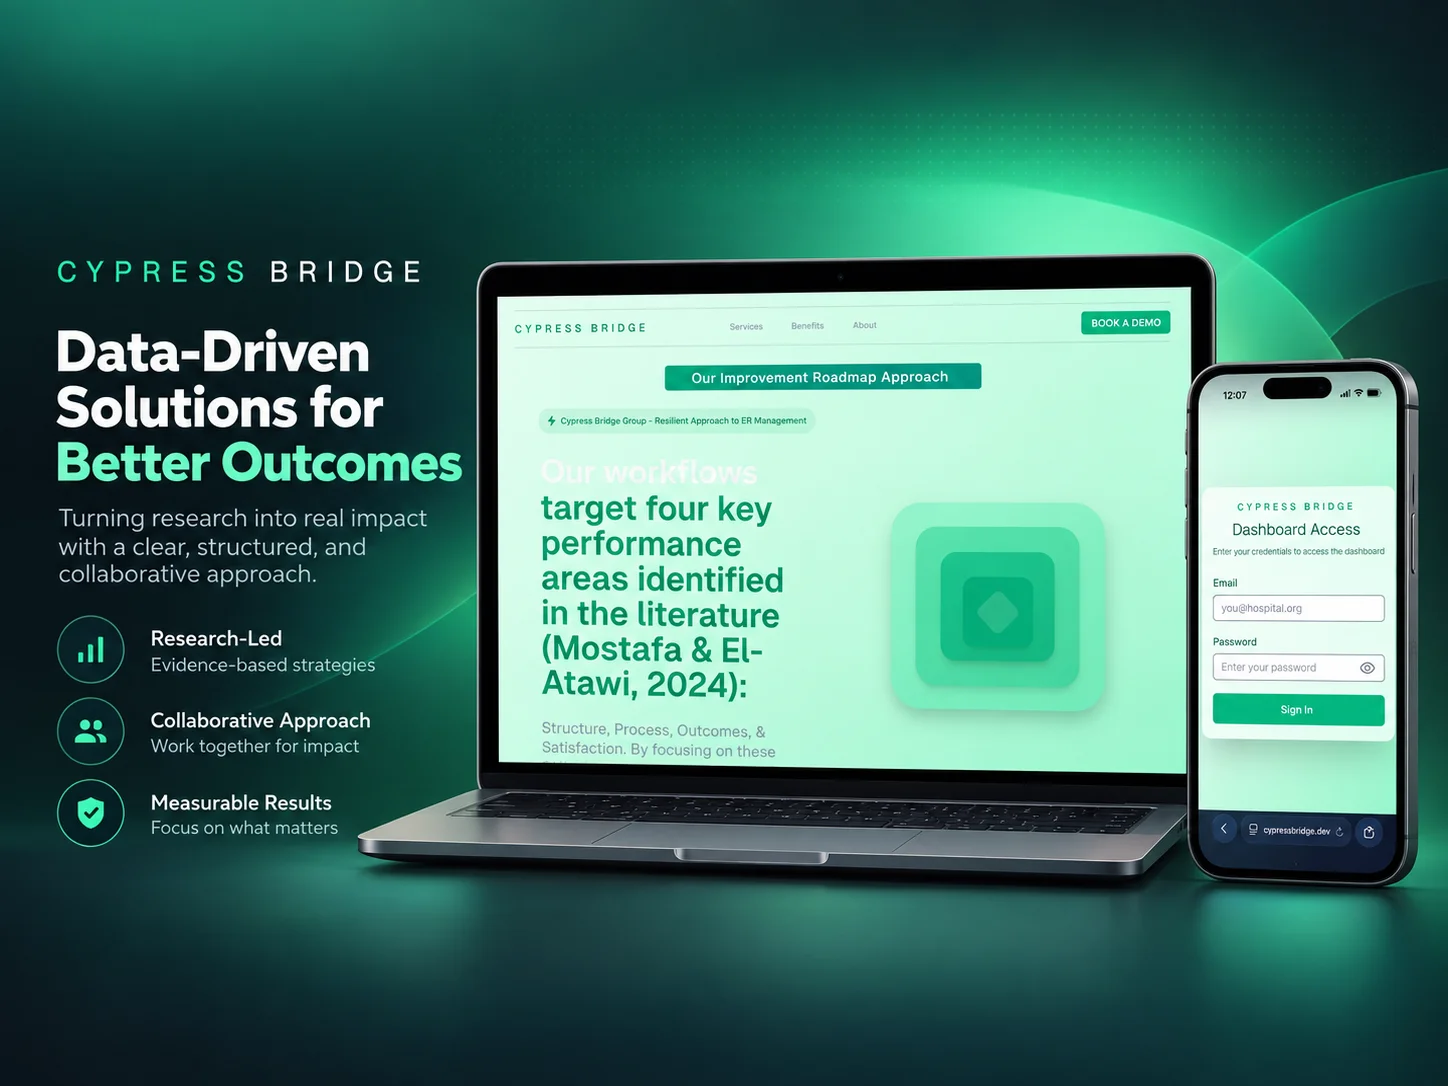 CYPRESS BRIDGE
Data-Driven
Solutions for
Better Outcomes
Turning research into real impact
with a clear, structured, and
collaborative approach.
Research-Led
Evidence-based strategies
Collaborative Approach
Work together for impact
Measurable Results
Focus on what matters
CYPRESS BRIDGE
Services
Benefits
About
BOOK A DEMO
Our Improvement Roadmap Approach
Cypress Bridge Group - Resilient Approach to ER Management
Our workflows
target four key
performance
areas identified
in the literature
(Mostafa & El-
Atawi, 2024):
Structure, Process, Outcomes, &
Satisfaction. By focusing on these
12:07
CYPRESS BRIDGE
Dashboard Access
Enter your credentials to access the dashboard
Email
you@hospital.org
Password
Enter your password
Sign In
cypressbridge.dev